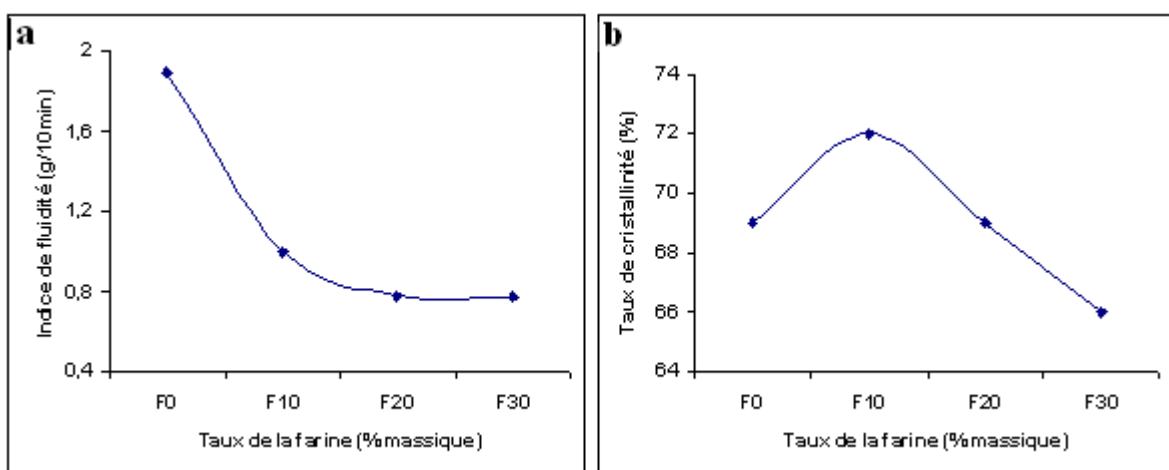 a
2
1,6
1,2
0,8
0,4
Indice de fluidité (g/10min)
F0 F10 F20 F30
Taux de la farine (% massique)
b
74
72
70
68
66
64
Taux de cristallinité (%)
F0 F10 F20 F30
Taux de la farine (% massique)